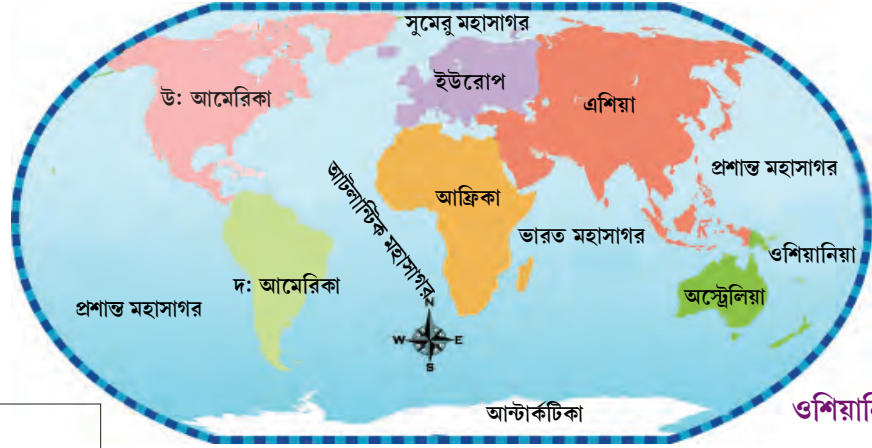 সুমেরু মহাসাগর
ইউরোপ
উ: আমেরিকা
এশিয়া
প্রশান্ত মহাসাগর
আটলান্টিক মহাসাগর
আফ্রিকা
ভারত মহাসাগর
ওশিয়ানিয়া
দ: আমেরিকা
অস্ট্রেলিয়া
প্রশান্ত মহাসাগর
N
W E
S
আন্টার্কটিকা